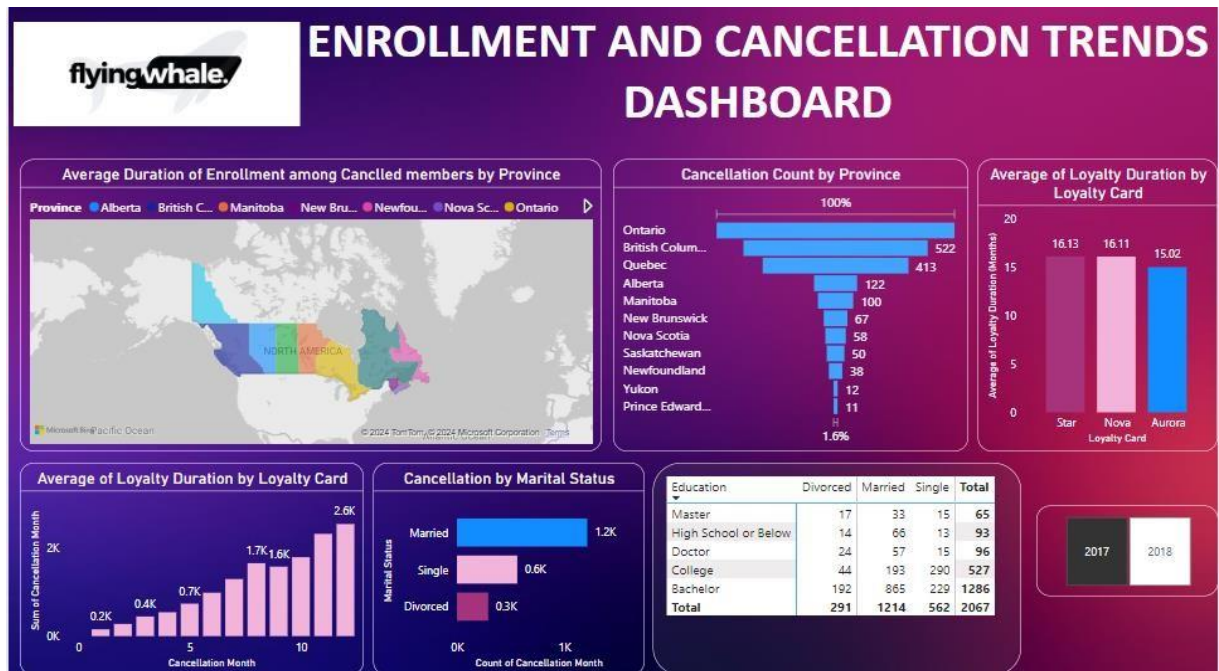 flyingwhale.
ENROLLMENT AND CANCELLATION TRENDS
DASHBOARD
Average Duration of Enrollment among Canclled members by Province
Province Alberta British C... Manitoba New Bru... Newfou... Nova Sc... Ontario
NORTH AMERICA
Pacific Ocean
Microsoft Bing
© 2024 TomTom, © 2024 Microsoft Corporation Terms
Cancellation Count by Province
100%
Ontario
British Colum... 522
Quebec 413
Alberta 122
Manitoba 100
New Brunswick 67
Nova Scotia 58
Saskatchewan 50
Newfoundland 38
Yukon 12
Prince Edward... 11
1.6%
Average of Loyalty Duration by
Loyalty Card
Average of Loyalty Duration (Months)
20
16.13 16.11 15.02
15
10
5
0
Star Nova Aurora
Loyalty Card
Average of Loyalty Duration by Loyalty Card
Sum of Cancellation Month
2.6K
2K
1.7K 1.6K
0.7K
0.4K
0.2K
0K
0 5 10
Cancellation Month
Cancellation by Marital Status
Marital Status
Married 1.2K
Single 0.6K
Divorced 0.3K
0K 1K
Count of Cancellation Month
Education Divorced Married Single Total
Master 17 33 15 65
High School or Below 14 66 13 93
Doctor 24 57 15 96
College 44 193 290 527
Bachelor 192 865 229 1286
Total 291 1214 562 2067
2017 2018